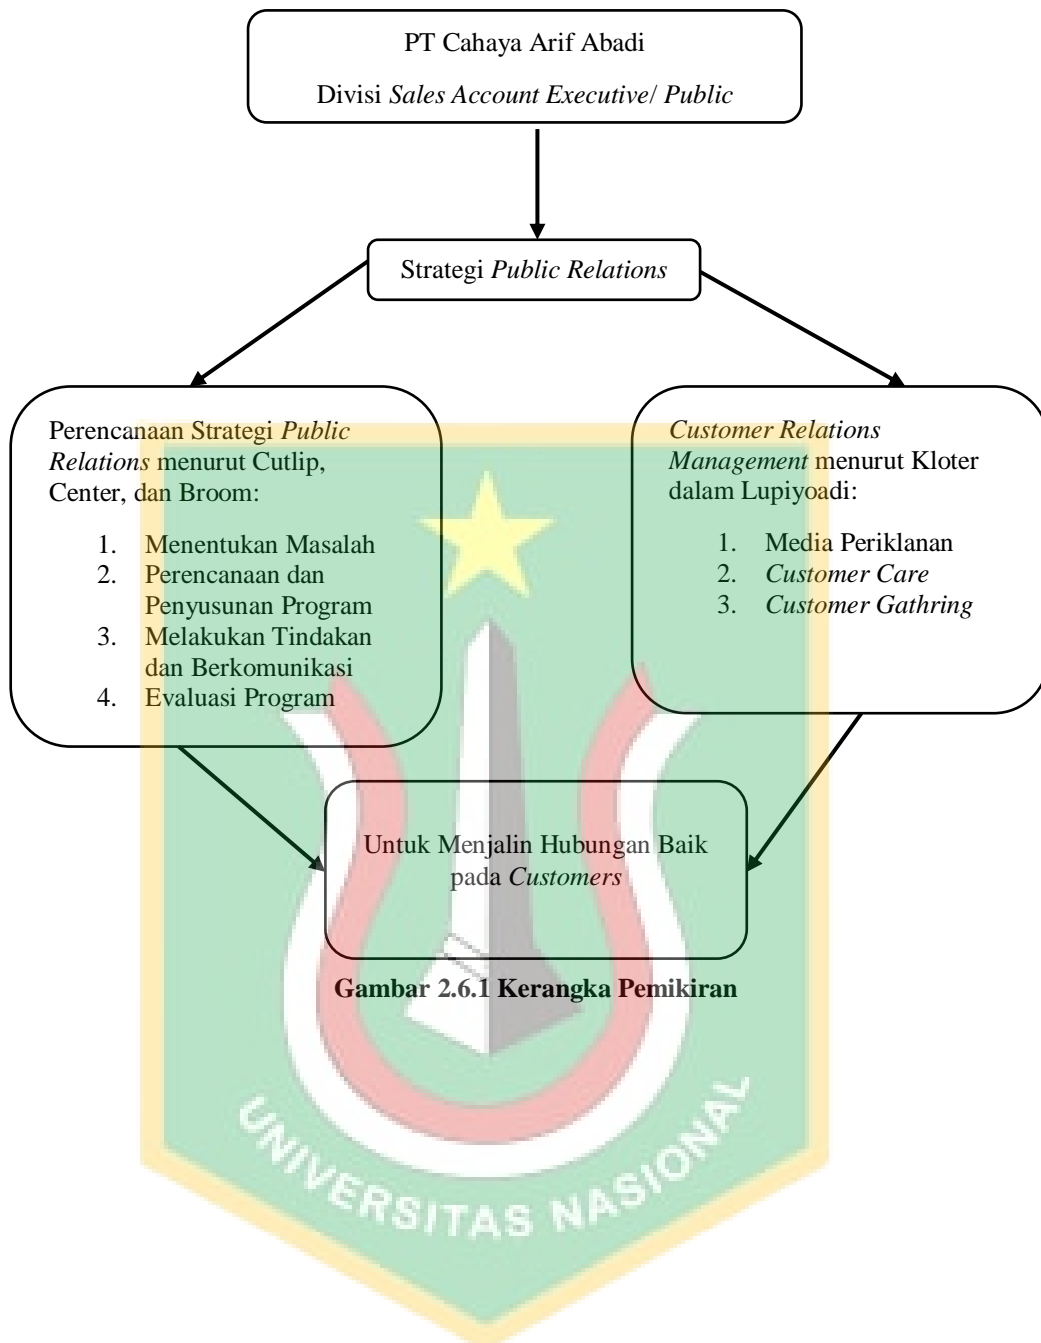 PT Cahaya Arif Abadi
Divisi Sales Account Executive/ Public
Strategi Public Relations
Perencanaan Strategi Public
Relations menurut Cutlip,
Center, dan Broom:
1. Menentukan Masalah
2. Perencanaan dan
Penyusunan Program
3. Melakukan Tindakan
dan Berkomunikasi
4. Evaluasi Program
Customer Relations
Management menurut Kloter
dalam Lupiyoadi:
1. Media Periklanan
2. Customer Care
3. Customer Gathring
Untuk Menjalin Hubungan Baik
pada Customers
Gambar 2.6.1 Kerangka Pemikiran
UNIVERSITAS NASIONAL